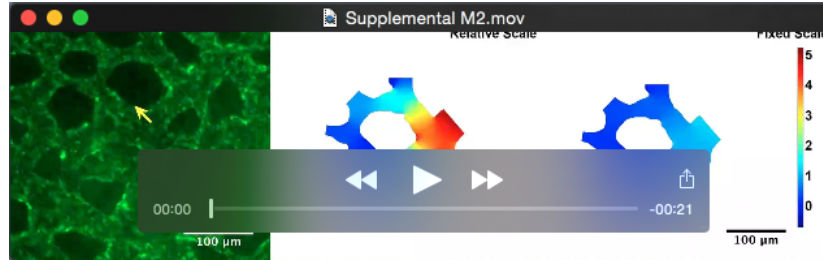 Supplemental M2.mov
Relative Scale
Fixed Scale
5
4
3
2
1
0
00:00
-00:21
100 µm
100 µm